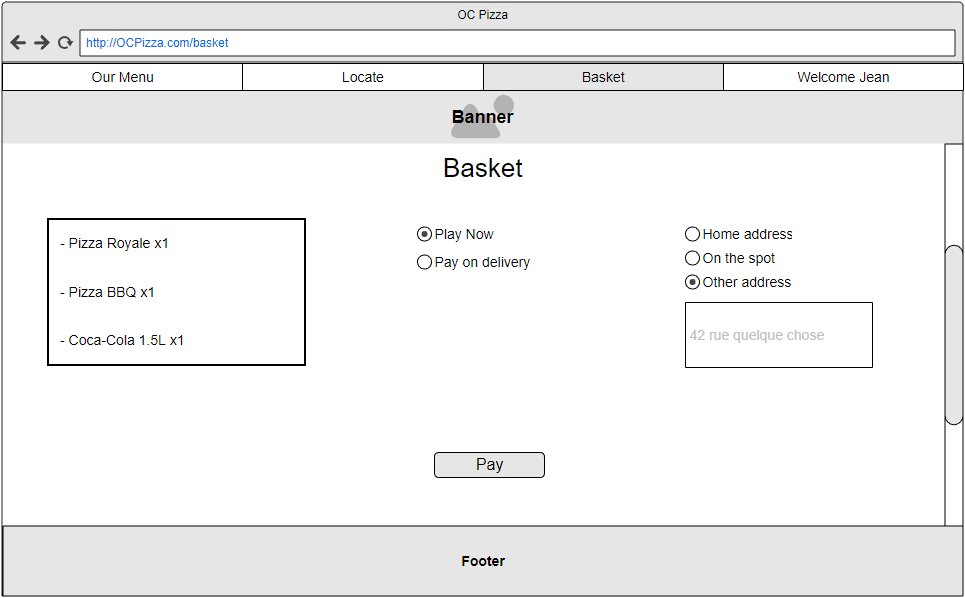 OC Pizza
http://OCPizza.com/basket
Our Menu
Locate
Basket
Welcome Jean
Banner
Basket
- Pizza Royale x1
- Pizza BBQ x1
- Coca-Cola 1.5L x1
Play Now
Pay on delivery
Home address
On the spot
Other address
42 rue quelque chose
Pay
Footer